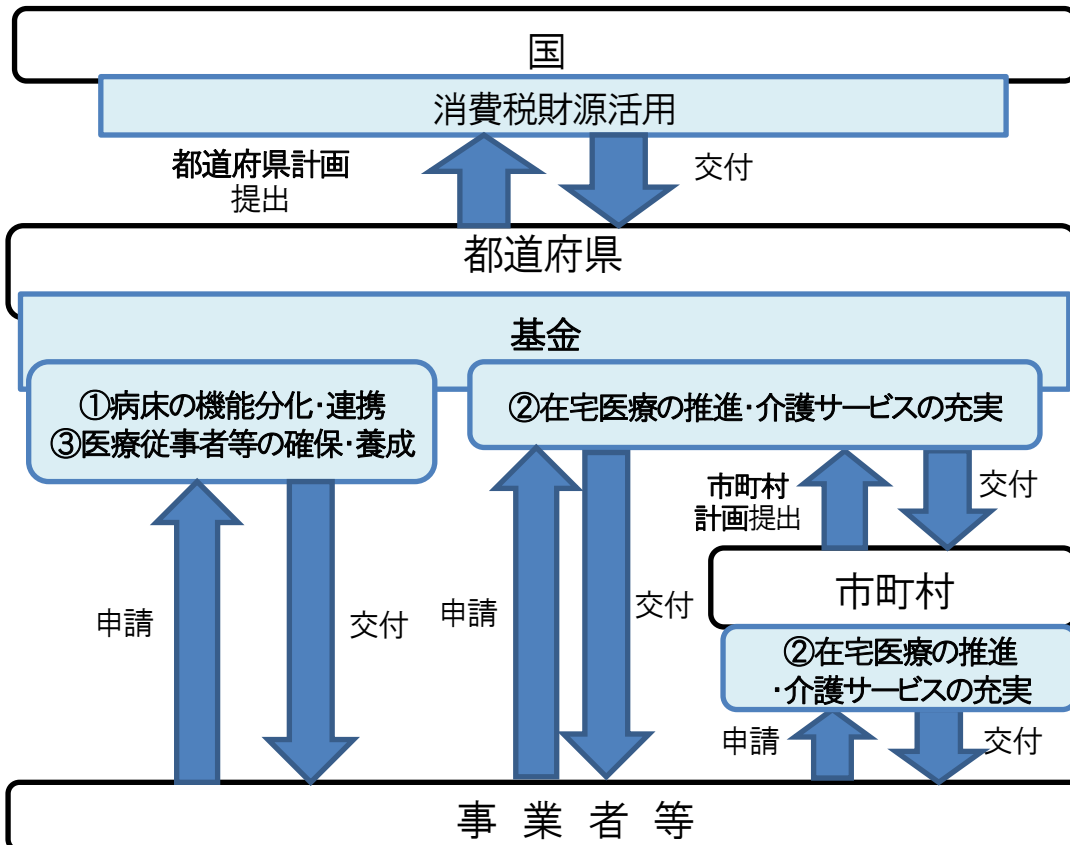 国
消費税財源活用
都道府県計画
提出
交付
都道府県
基金
①病床の機能分化・連携
③医療従事者等の確保・養成
②在宅医療の推進・介護サービスの充実
市町村
計画提出
交付
市町村
申請
交付
申請
交付
②在宅医療の推進
・介護サービスの充実
申請
交付
事業者等